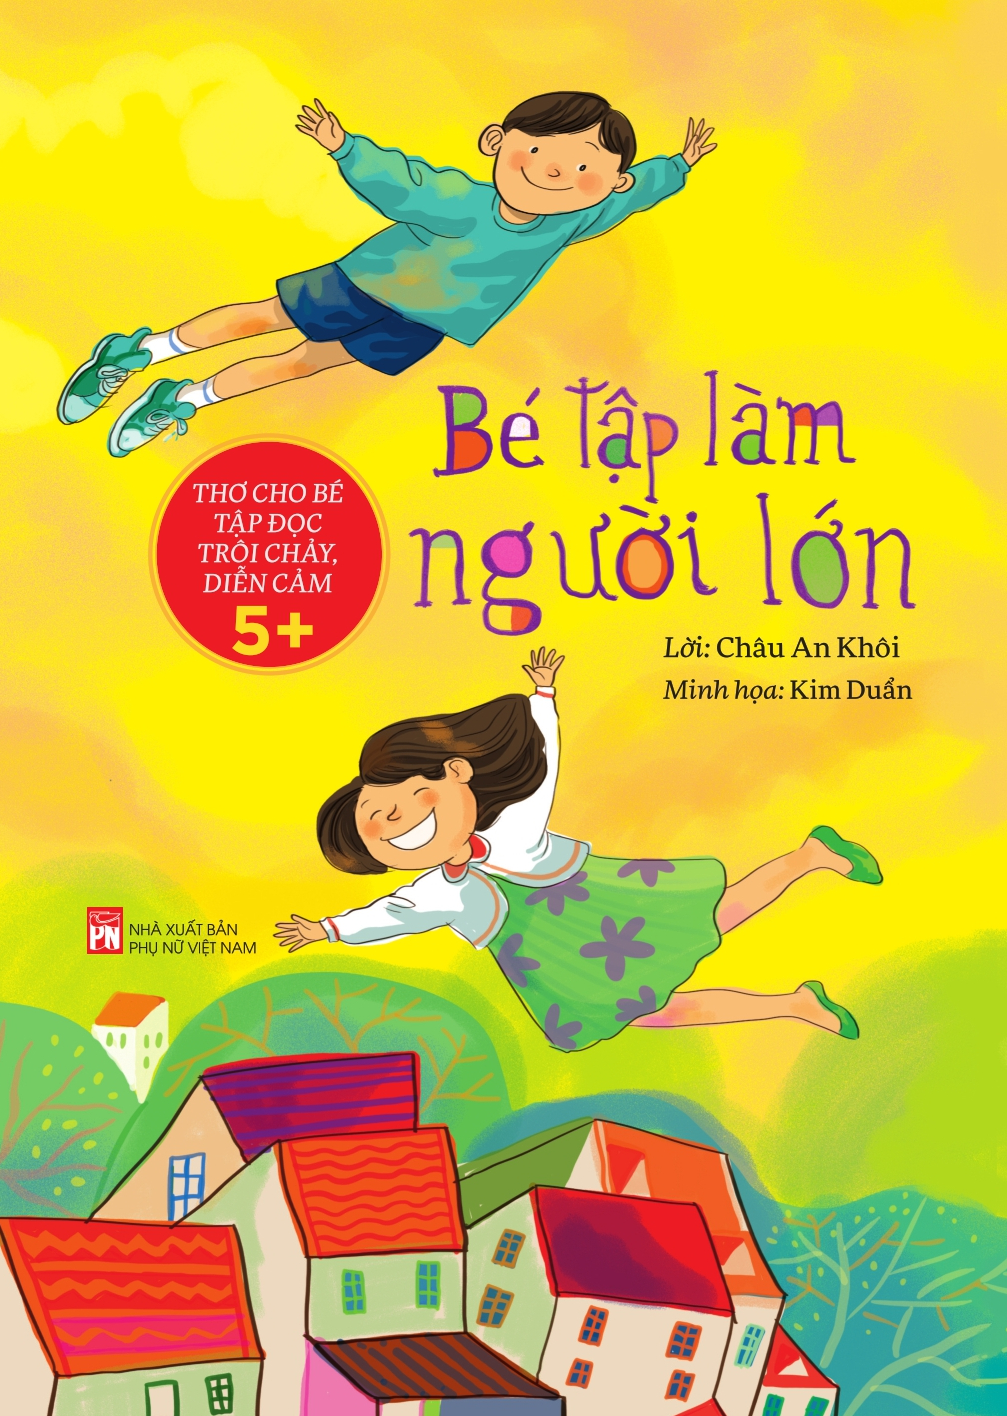 Bé tập làm
người lớn
THƠ CHO BÉ
TẬP ĐỌC
TRÔI CHẢY,
DIỄN CẢM
5+
Lời: Châu An Khôi
Minh họa: Kim Duẩn
PN
NHÀ XUẤT BẢN
PHỤ NỮ VIỆT NAM